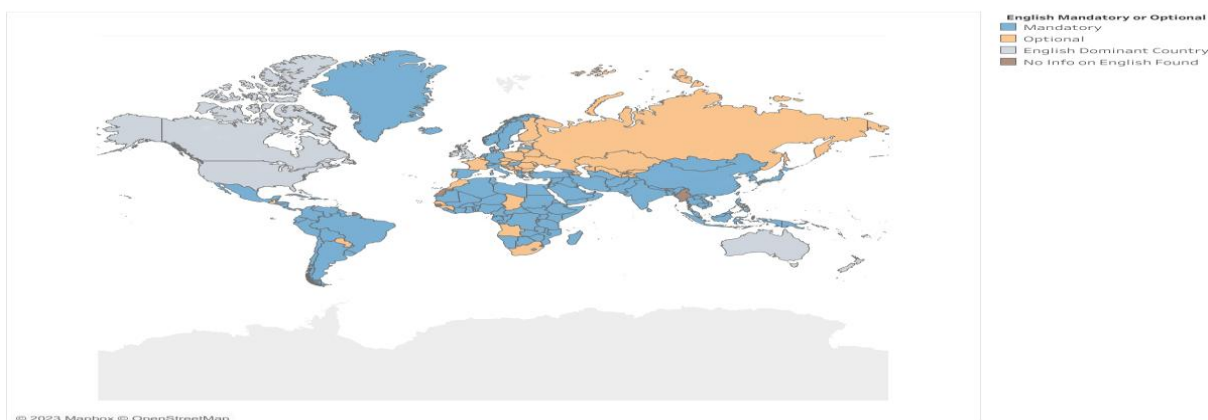 English Mandatory or Optional
Mandatory
Optional
English Dominant Country
No Info on English Found
© 2023 Mapbox © OpenStreetMap